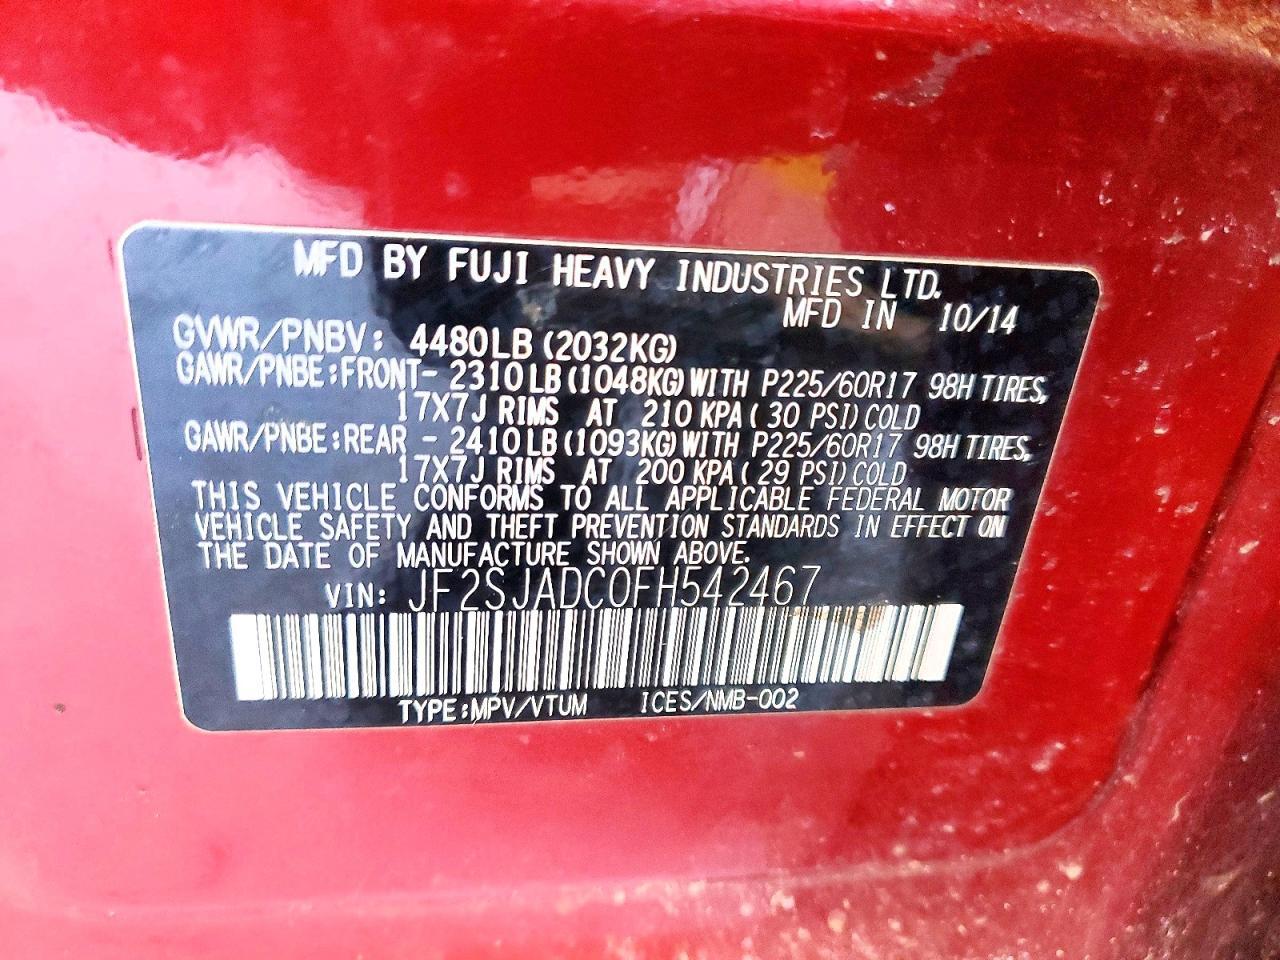 MFD BY FUJI HEAVY INDUSTRIES LTD.
MFD IN 10/14
GVWR/PNBV: 4480LB (2032KG)
GAWR/PNBE:FRONT- 2310LB(1048KG)WITH P225/60R17 98H TIRES,
17X7J RIMS AT 210 KPA( 30 PSI)COLD
GAWR/PNBE:REAR - 2410LB(1093KG)WITH P225/60R17 98H TIRES,
17X7J RIMS AT 200 KPA( 29 PSI)COLD
THIS VEHICLE CONFORMS TO ALL APPLICABLE FEDERAL MOTOR
VEHICLE SAFETY AND THEFT PREVENTION STANDARDS IN EFFECT ON
THE DATE OF MANUFACTURE SHOWN ABOVE.
VIN: JF2SJADC0FH542467
TYPE:MPV/VTUM ICES/NMB-002